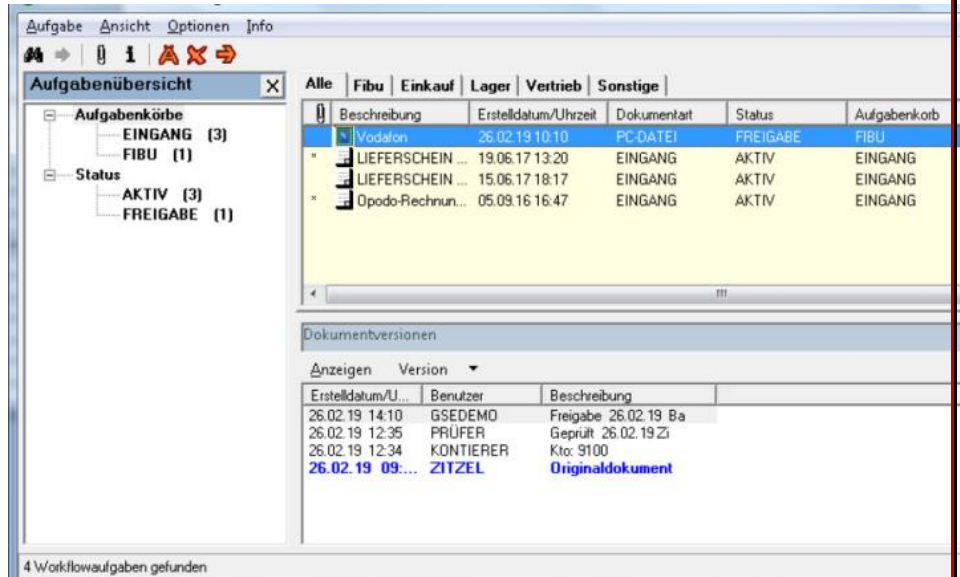 Aufgabe Ansicht Optionen Info
Aufgabenübersicht
Aufgabenkörbe
EINGANG (3)
FIBU (1)
Status
AKTIV (3)
FREIGABE (1)
Alle Fibu Einkauf Lager Vertrieb Sonstige
Beschreibung Erstelldatum/Uhrzeit Dokumentart Status Aufgabenkorb
Vodafon 26.02.19 10:10 PC-DATEI FREIGABE FIBU
LIEFERSCHEIN ... 19.06.17 13:20 EINGANG AKTIV EINGANG
LIEFERSCHEIN ... 15.06.17 18:17 EINGANG AKTIV EINGANG
Opodo-Rechnun... 05.09.16 16:47 EINGANG AKTIV EINGANG
Dokumentversionen
Anzeigen Version
Erstelldatum/U... Benutzer Beschreibung
26.02.19 14:10 GSEDEMO Freigabe 26.02.19 Ba
26.02.19 12:35 PRÜFER Geprüft 26.02.19 Zi
26.02.19 12:34 KONTIERER Kto: 9100
26.02.19 09:... ZITZEL Originaldokument
4 Workflowaufgaben gefunden